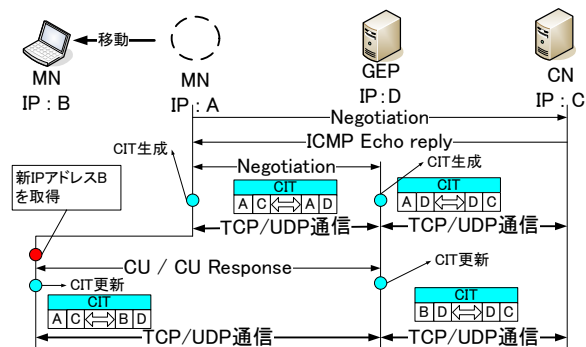 移動
MN
IP : B
MN
IP : A
GEP
IP:D
CN
IP : C
Negotiation
ICMP Echo reply
CIT生成
Negotiation
CIT生成
新IPアドレスB
を取得
CIT
A C A D
CIT
A D D C
TCP/UDP通信
TCP/UDP通信
CU / CU Response
CIT更新
CIT更新
CIT
A C B D
CIT
B D D C
TCP/UDP通信
TCP/UDP通信